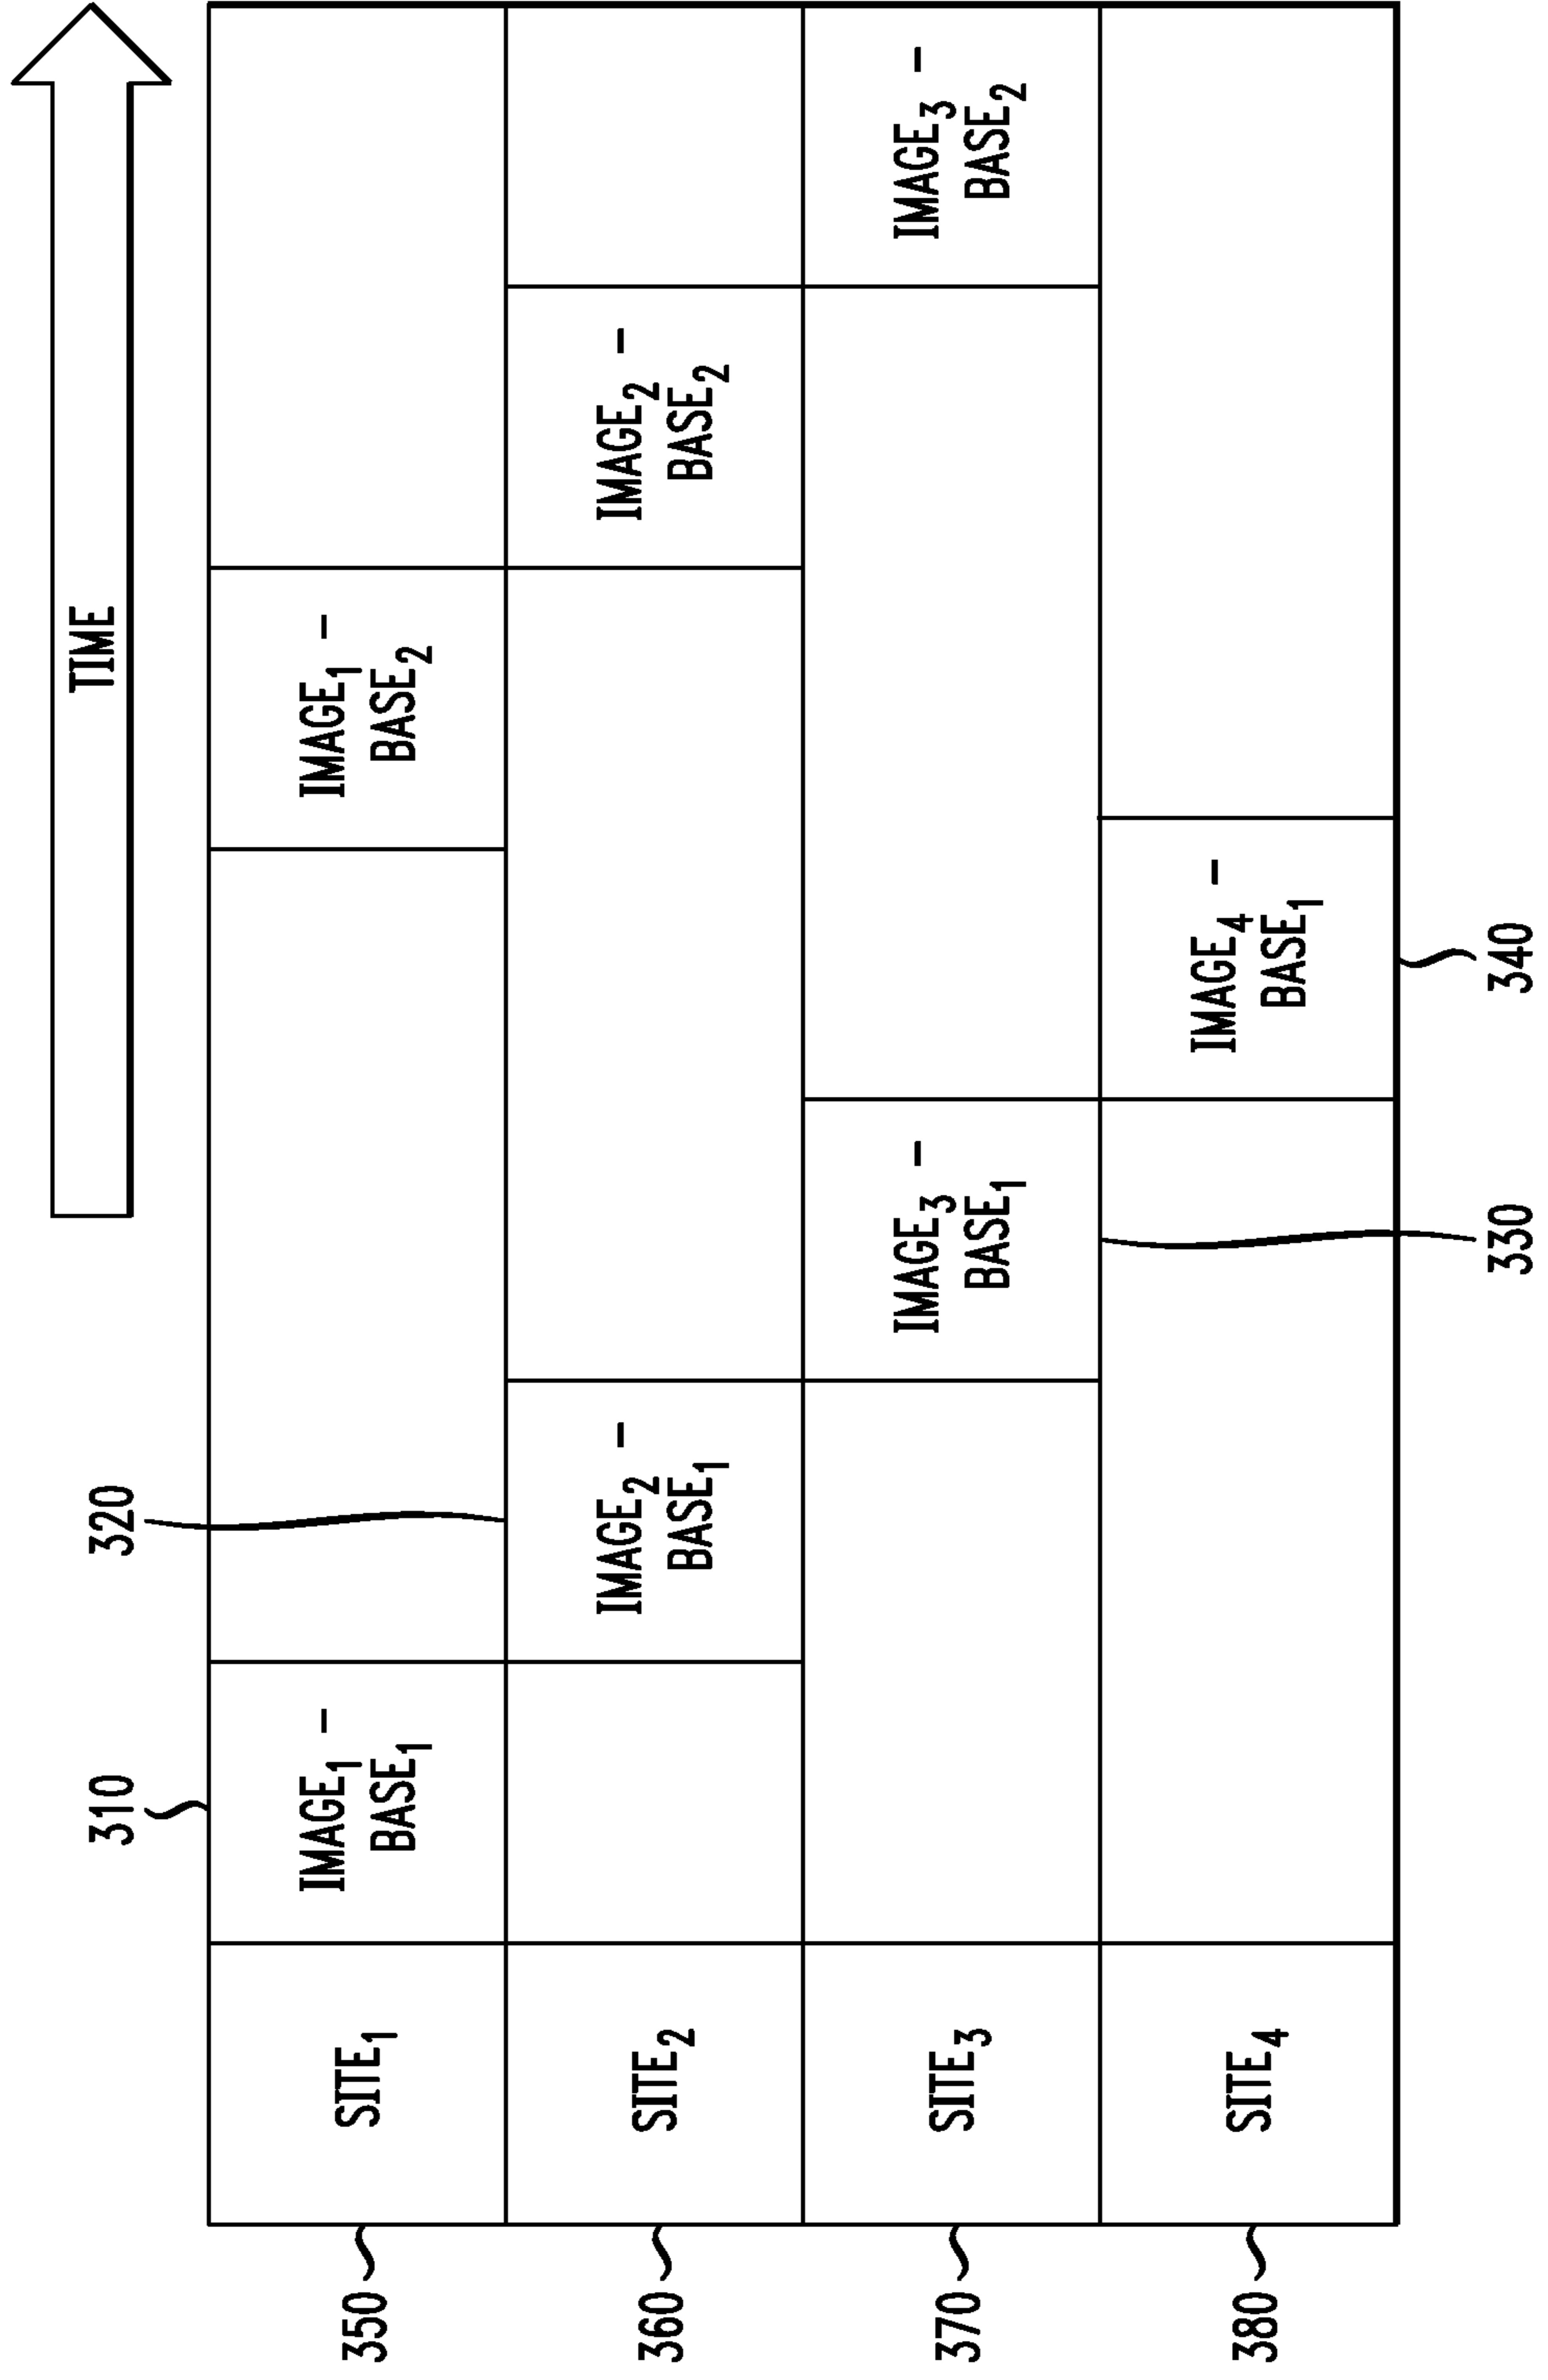 310
320
TIME
350
SITE₁
IMAGE₁ –
BASE₁
IMAGE₁ –
BASE₂
360
SITE₂
IMAGE₂ –
BASE₁
IMAGE₂ –
BASE₂
370
SITE₃
IMAGE₃ –
BASE₁
IMAGE₃ –
BASE₂
380
SITE₄
IMAGE₄ –
BASE₁
330
340